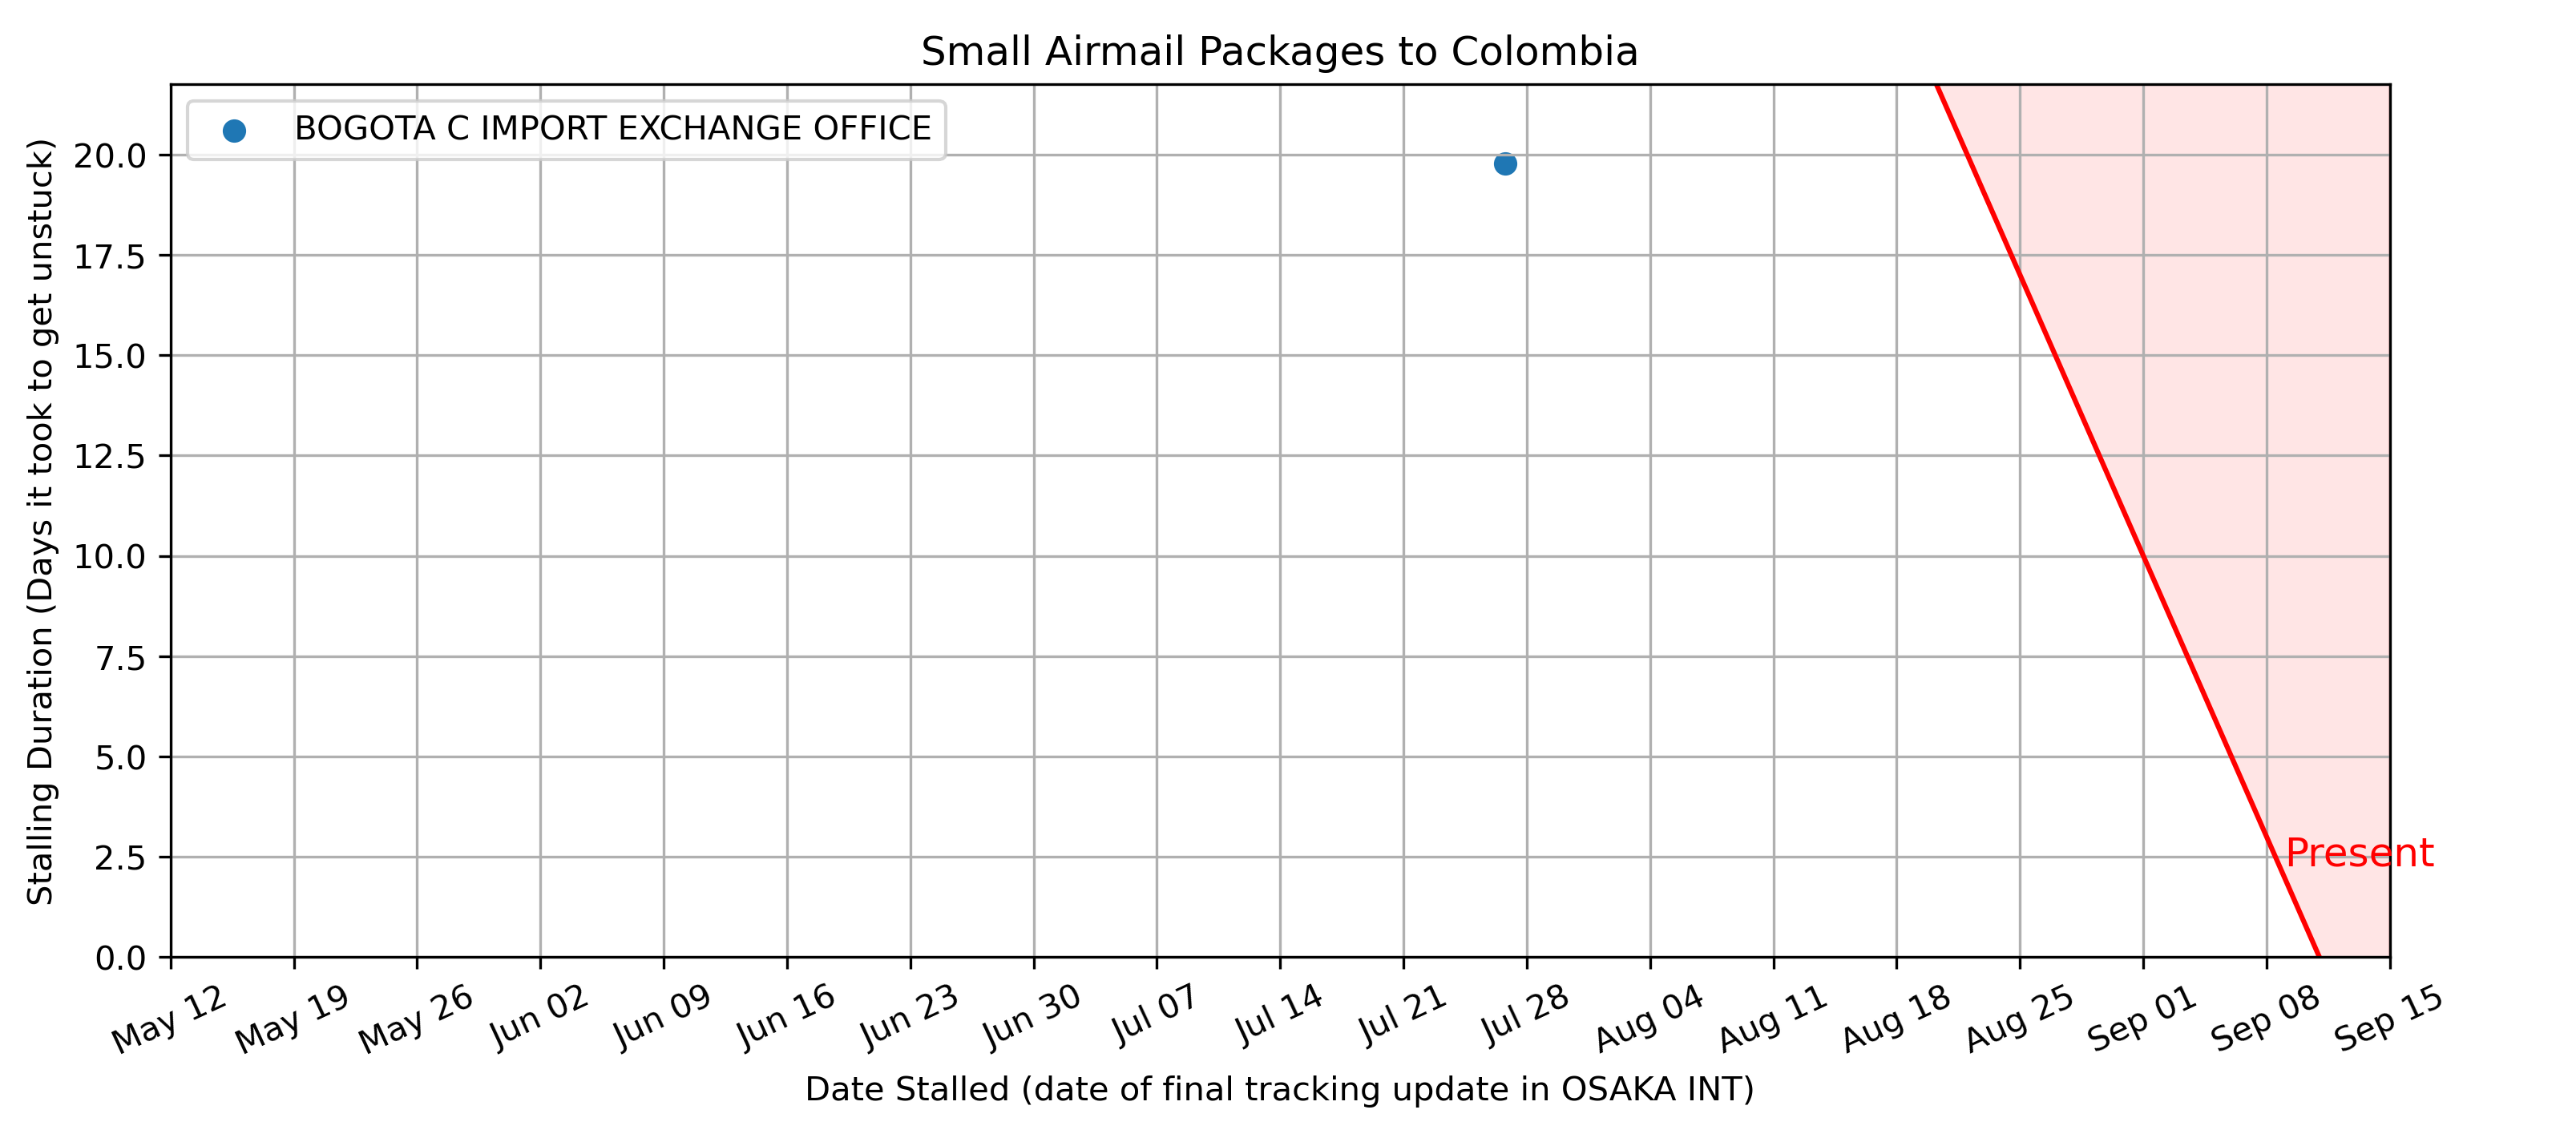 Small Airmail Packages to Colombia
BOGOTA C IMPORT EXCHANGE OFFICE
Stalling Duration (Days it took to get unstuck)
20.0
17.5
15.0
12.5
10.0
7.5
5.0
2.5
0.0
Present
May 12
May 19
May 26
Jun 02
Jun 09
Jun 16
Jun 23
Jun 30
Jul 07
Jul 14
Jul 21
Jul 28
Aug 04
Aug 11
Aug 18
Aug 25
Sep 01
Sep 08
Sep 15
Date Stalled (date of final tracking update in OSAKA INT)